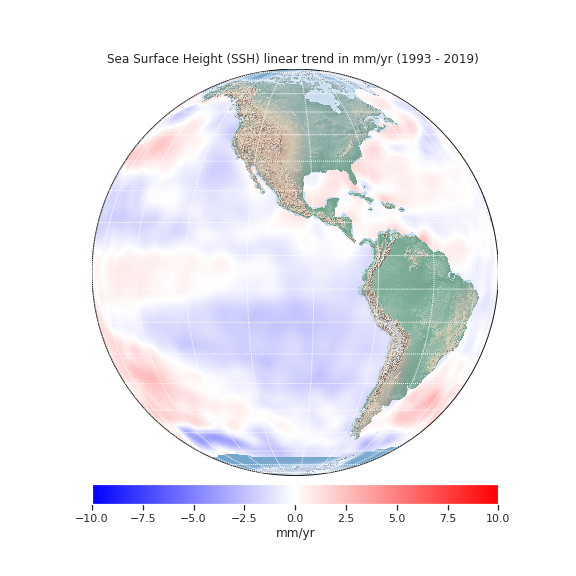 Sea Surface Height (SSH) linear trend in mm/yr (1993 - 2019)
−10.0 −7.5 −5.0 −2.5 0.0 2.5 5.0 7.5 10.0
mm/yr